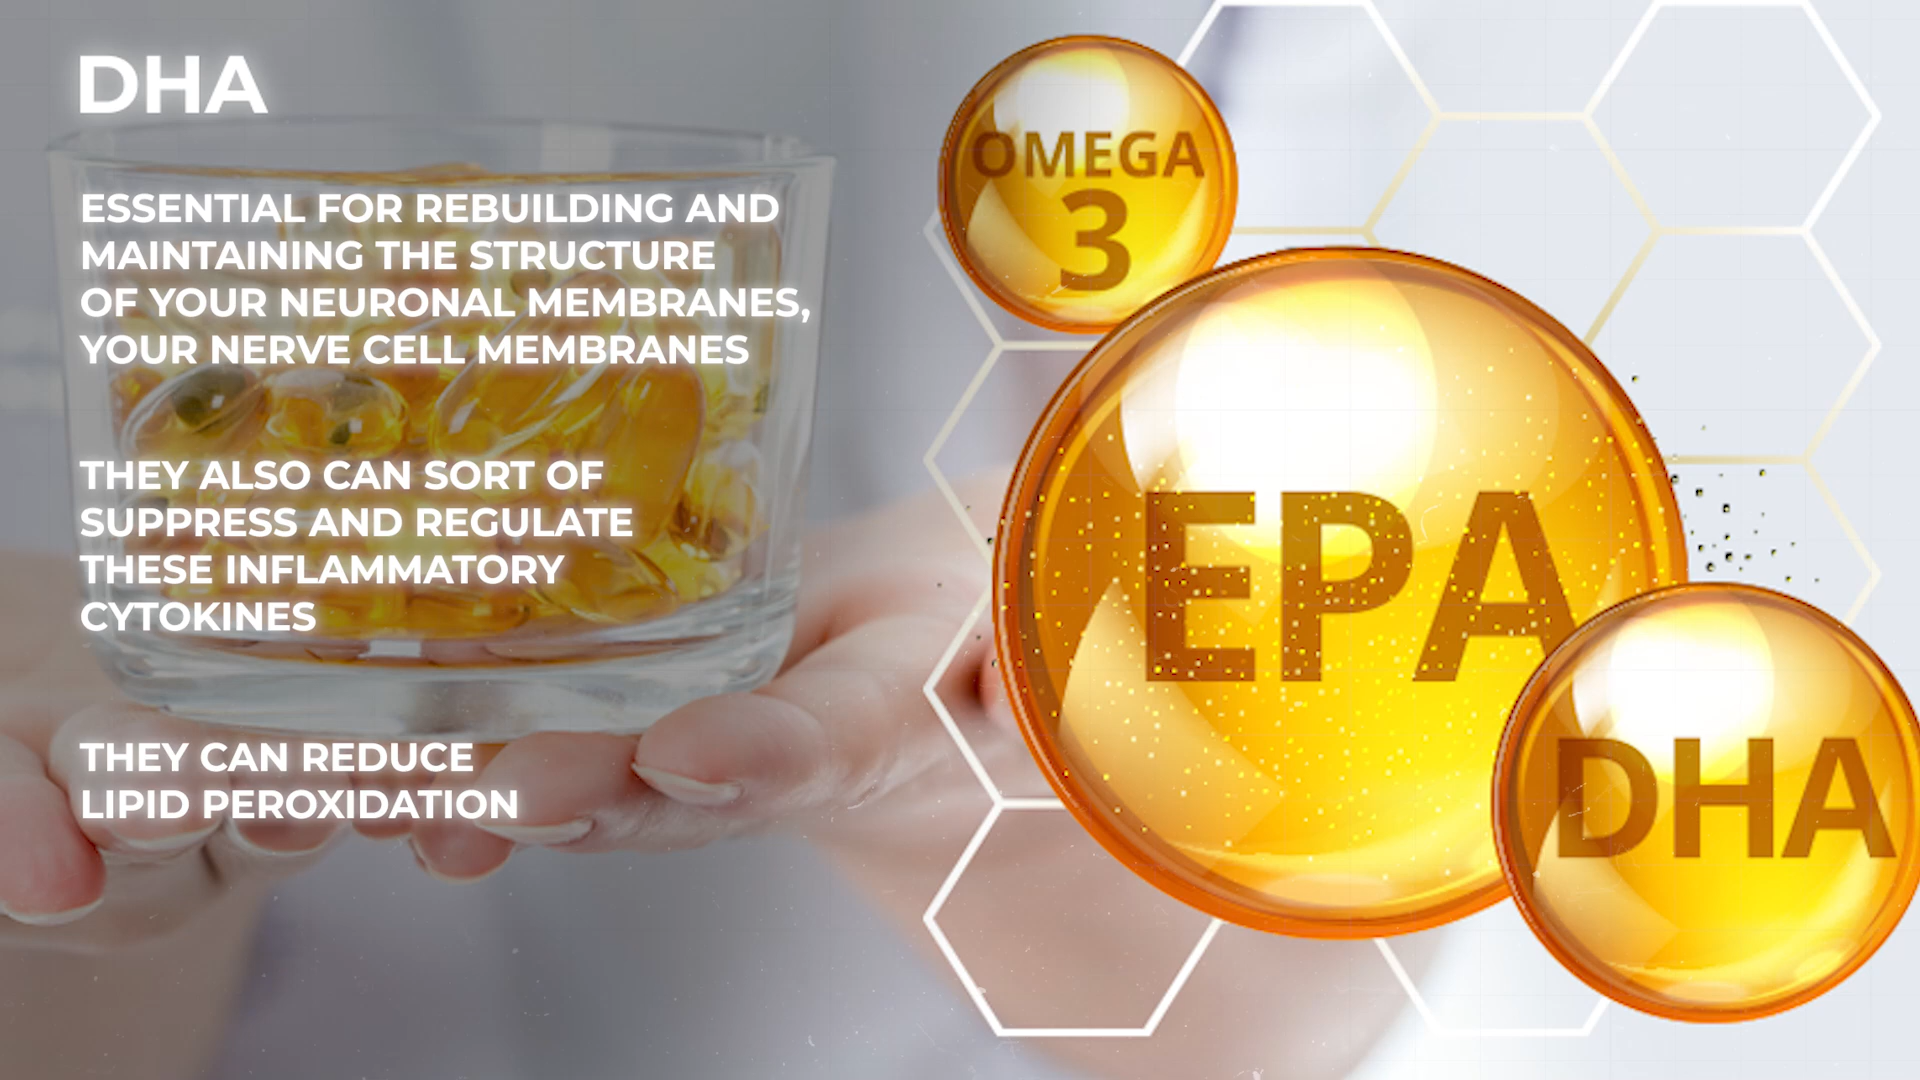 DHA
ESSENTIAL FOR REBUILDING AND
MAINTAINING THE STRUCTURE
OF YOUR NEURONAL MEMBRANES,
YOUR NERVE CELL MEMBRANES
THEY ALSO CAN SORT OF
SUPPRESS AND REGULATE
THESE INFLAMMATORY
CYTOKINES
THEY CAN REDUCE
LIPID PEROXIDATION
OMEGA
3
EPA
DHA